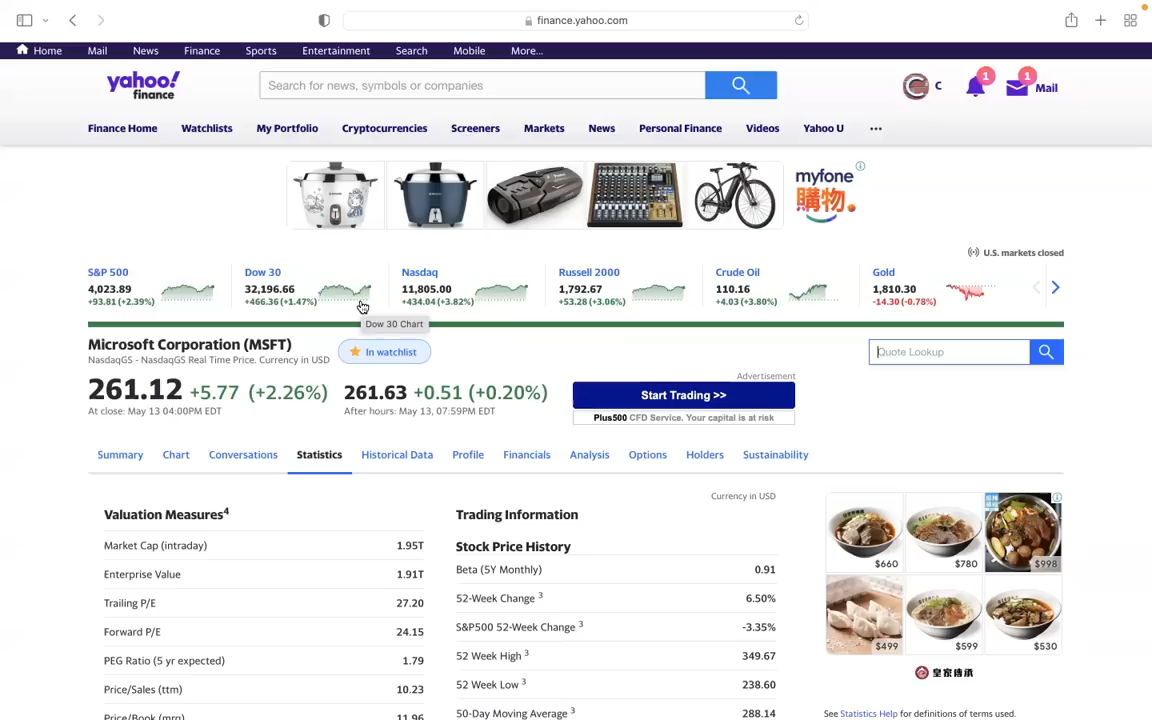 finance.yahoo.com
Home Mail News Finance Sports Entertainment Search Mobile More...
yahoo!
finance
Search for news, symbols or companies
C
1
1
Mail
Finance Home Watchlists My Portfolio Cryptocurrencies Screeners Markets News Personal Finance Videos Yahoo U ...
myfone
購物
U.S. markets closed
S&P 500 Dow 30 Nasdaq Russell 2000 Crude Oil Gold
4,023.89 32,196.66 11,805.00 1,792.67 110.16 1,810.30
+93.81 (+2.39%) +466.36 (+1.47%) +434.04 (+3.82%) +53.28 (+3.06%) +4.03 (+3.80%) -14.30 (-0.78%)
Dow 30 Chart
Microsoft Corporation (MSFT)
NasdaqGS - NasdaqGS Real Time Price. Currency in USD
In watchlist
Quote Lookup
261.12 +5.77 (+2.26%) 261.63 +0.51 (+0.20%)
At close: May 13 04:00PM EDT After hours: May 13, 07:59PM EDT
Advertisement
Start Trading >>
Plus500 CFD Service. Your capital is at risk
Summary Chart Conversations Statistics Historical Data Profile Financials Analysis Options Holders Sustainability
Currency in USD
Valuation Measures4
Market Cap (intraday) 1.95T
Enterprise Value 1.91T
Trailing P/E 27.20
Forward P/E 24.15
PEG Ratio (5 yr expected) 1.79
Price/Sales (ttm) 10.23
Price/Book (mrq) 11.96
Trading Information
Stock Price History
Beta (5Y Monthly) 0.91
52-Week Change 3 6.50%
S&P500 52-Week Change 3 -3.35%
52 Week High 3 349.67
52 Week Low 3 238.60
50-Day Moving Average 3 288.14
$660 $780 $998
$499 $599 $530
皇家傳承
See Statistics Help for definitions of terms used.